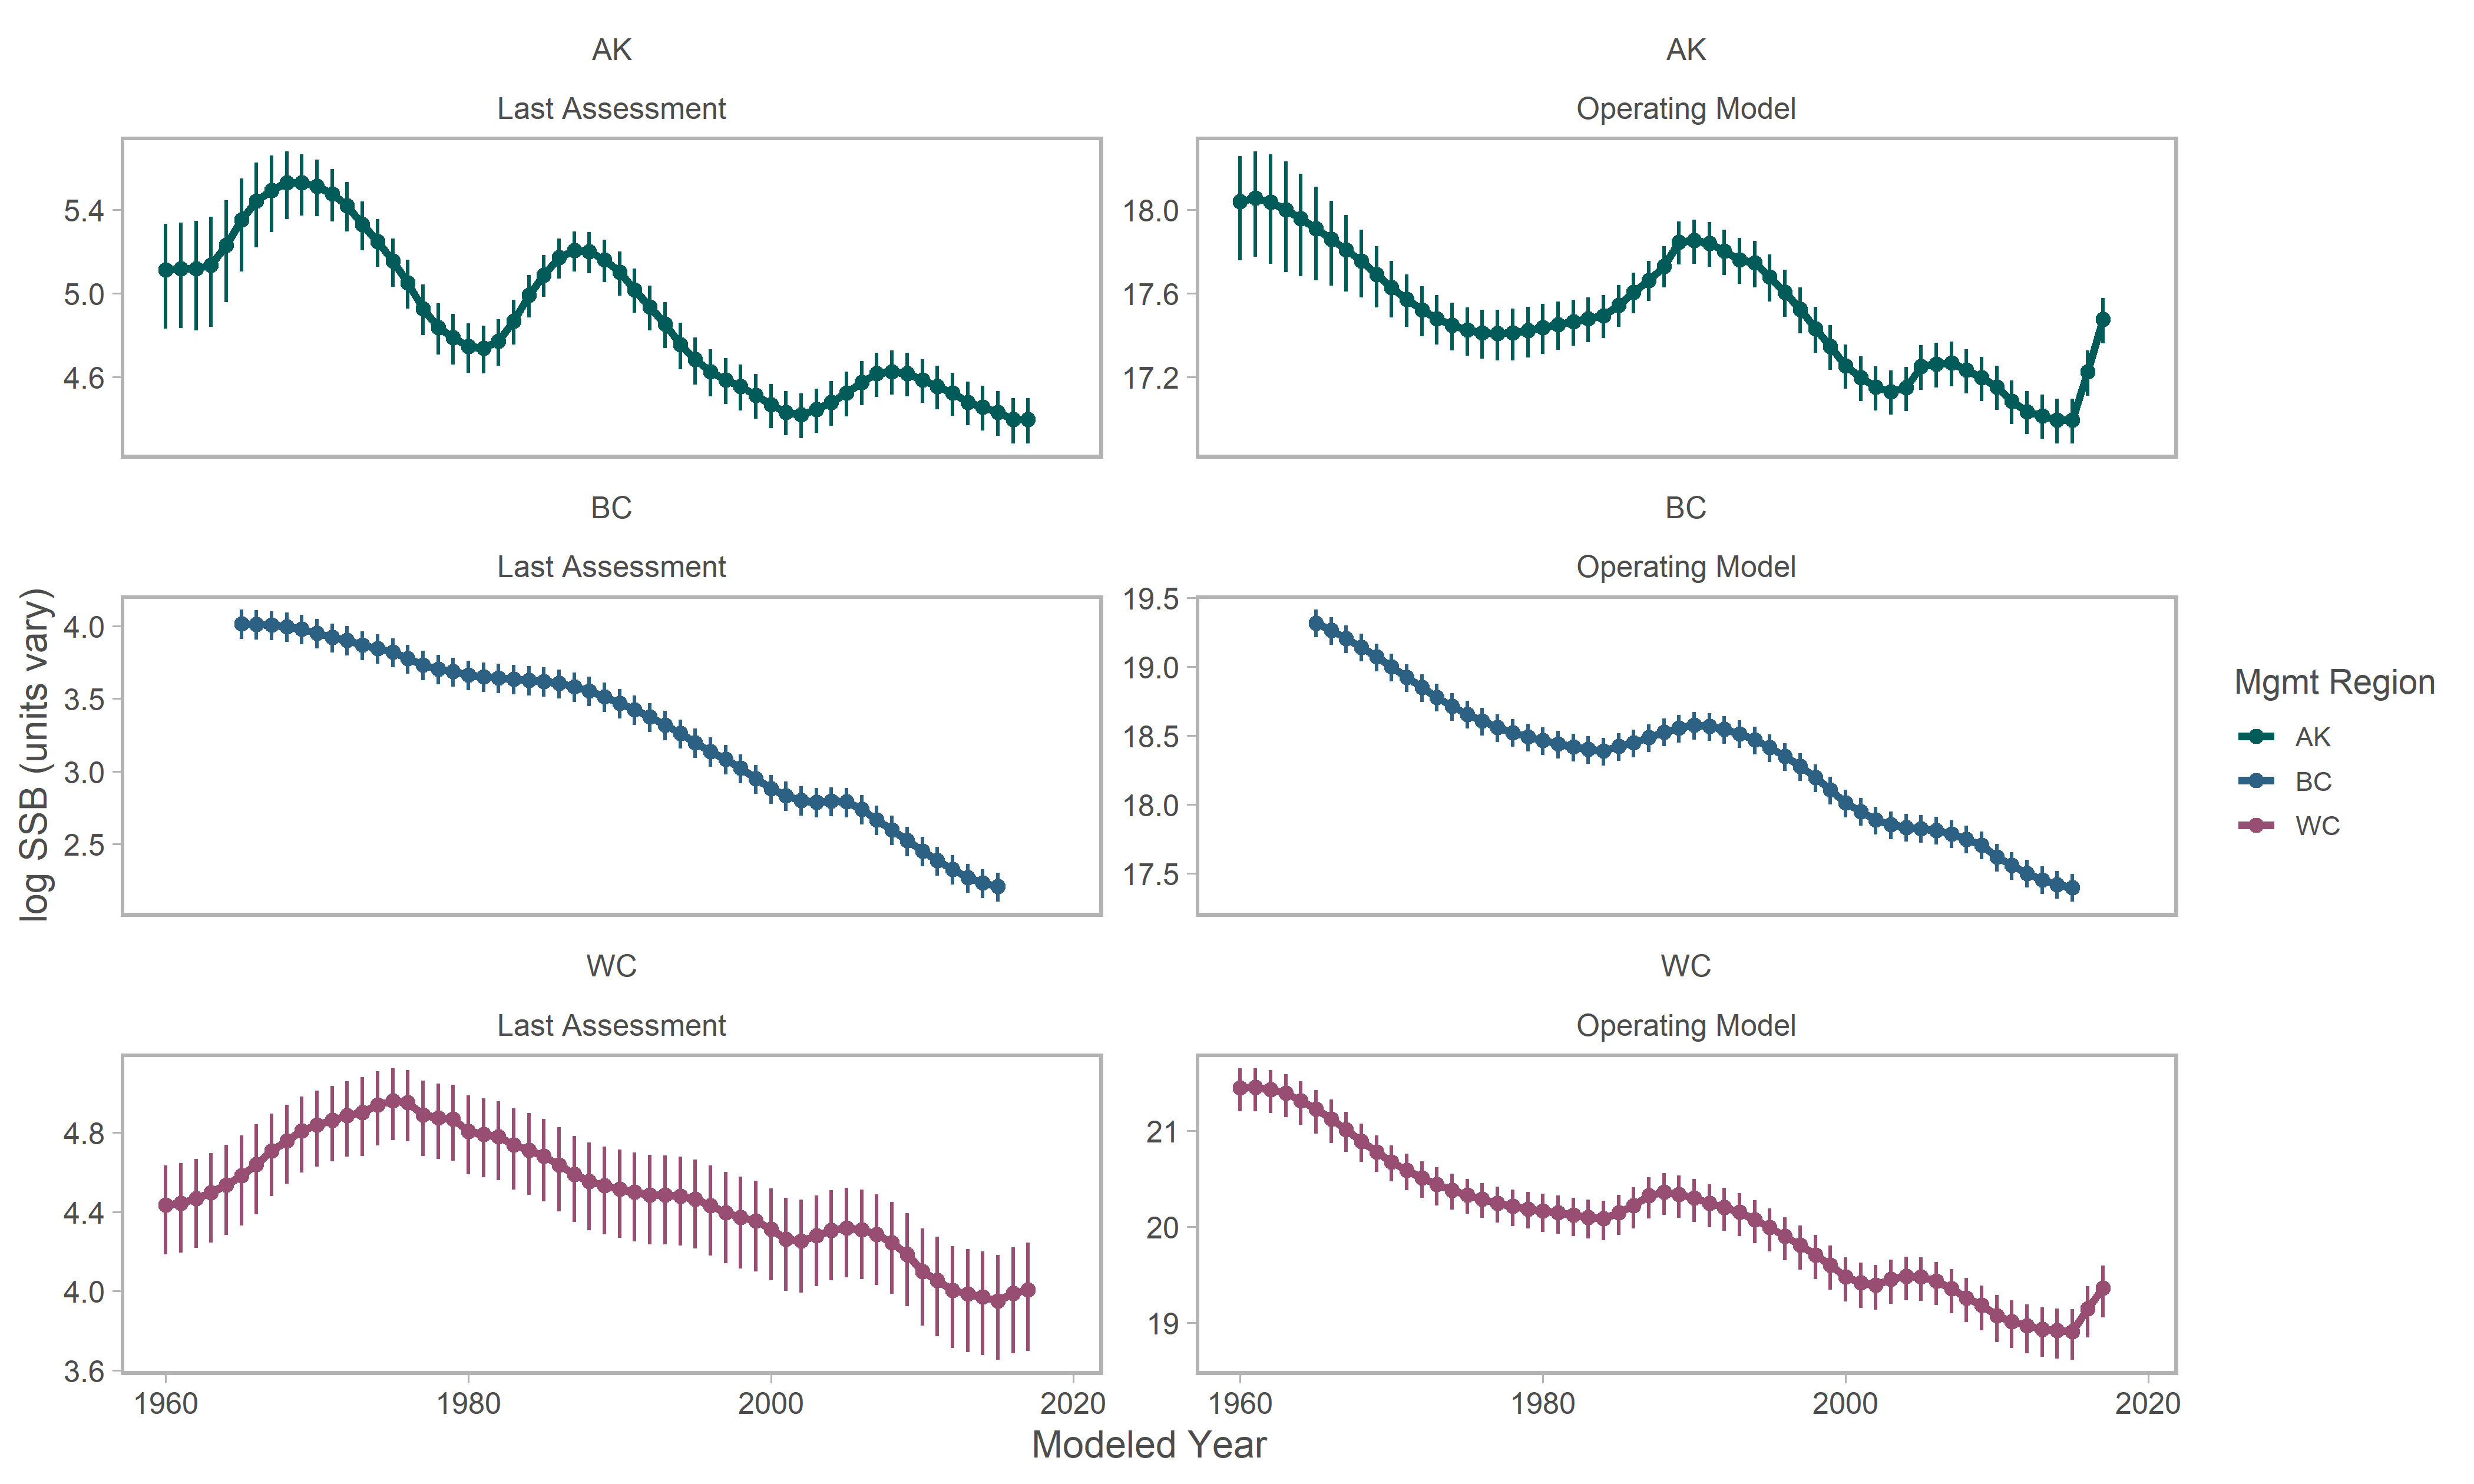 AK
Last Assessment
5.4
5.0
4.6
AK
Operating Model
18.0
17.6
17.2
BC
Last Assessment
4.0
3.5
3.0
2.5
BC
Operating Model
19.5
19.0
18.5
18.0
17.5
WC
Last Assessment
4.8
4.4
4.0
3.6
1960 1980 2000 2020
WC
Operating Model
21
20
19
1960 1980 2000 2020
log SSB (units vary)
Modeled Year
Mgmt Region
AK
BC
WC